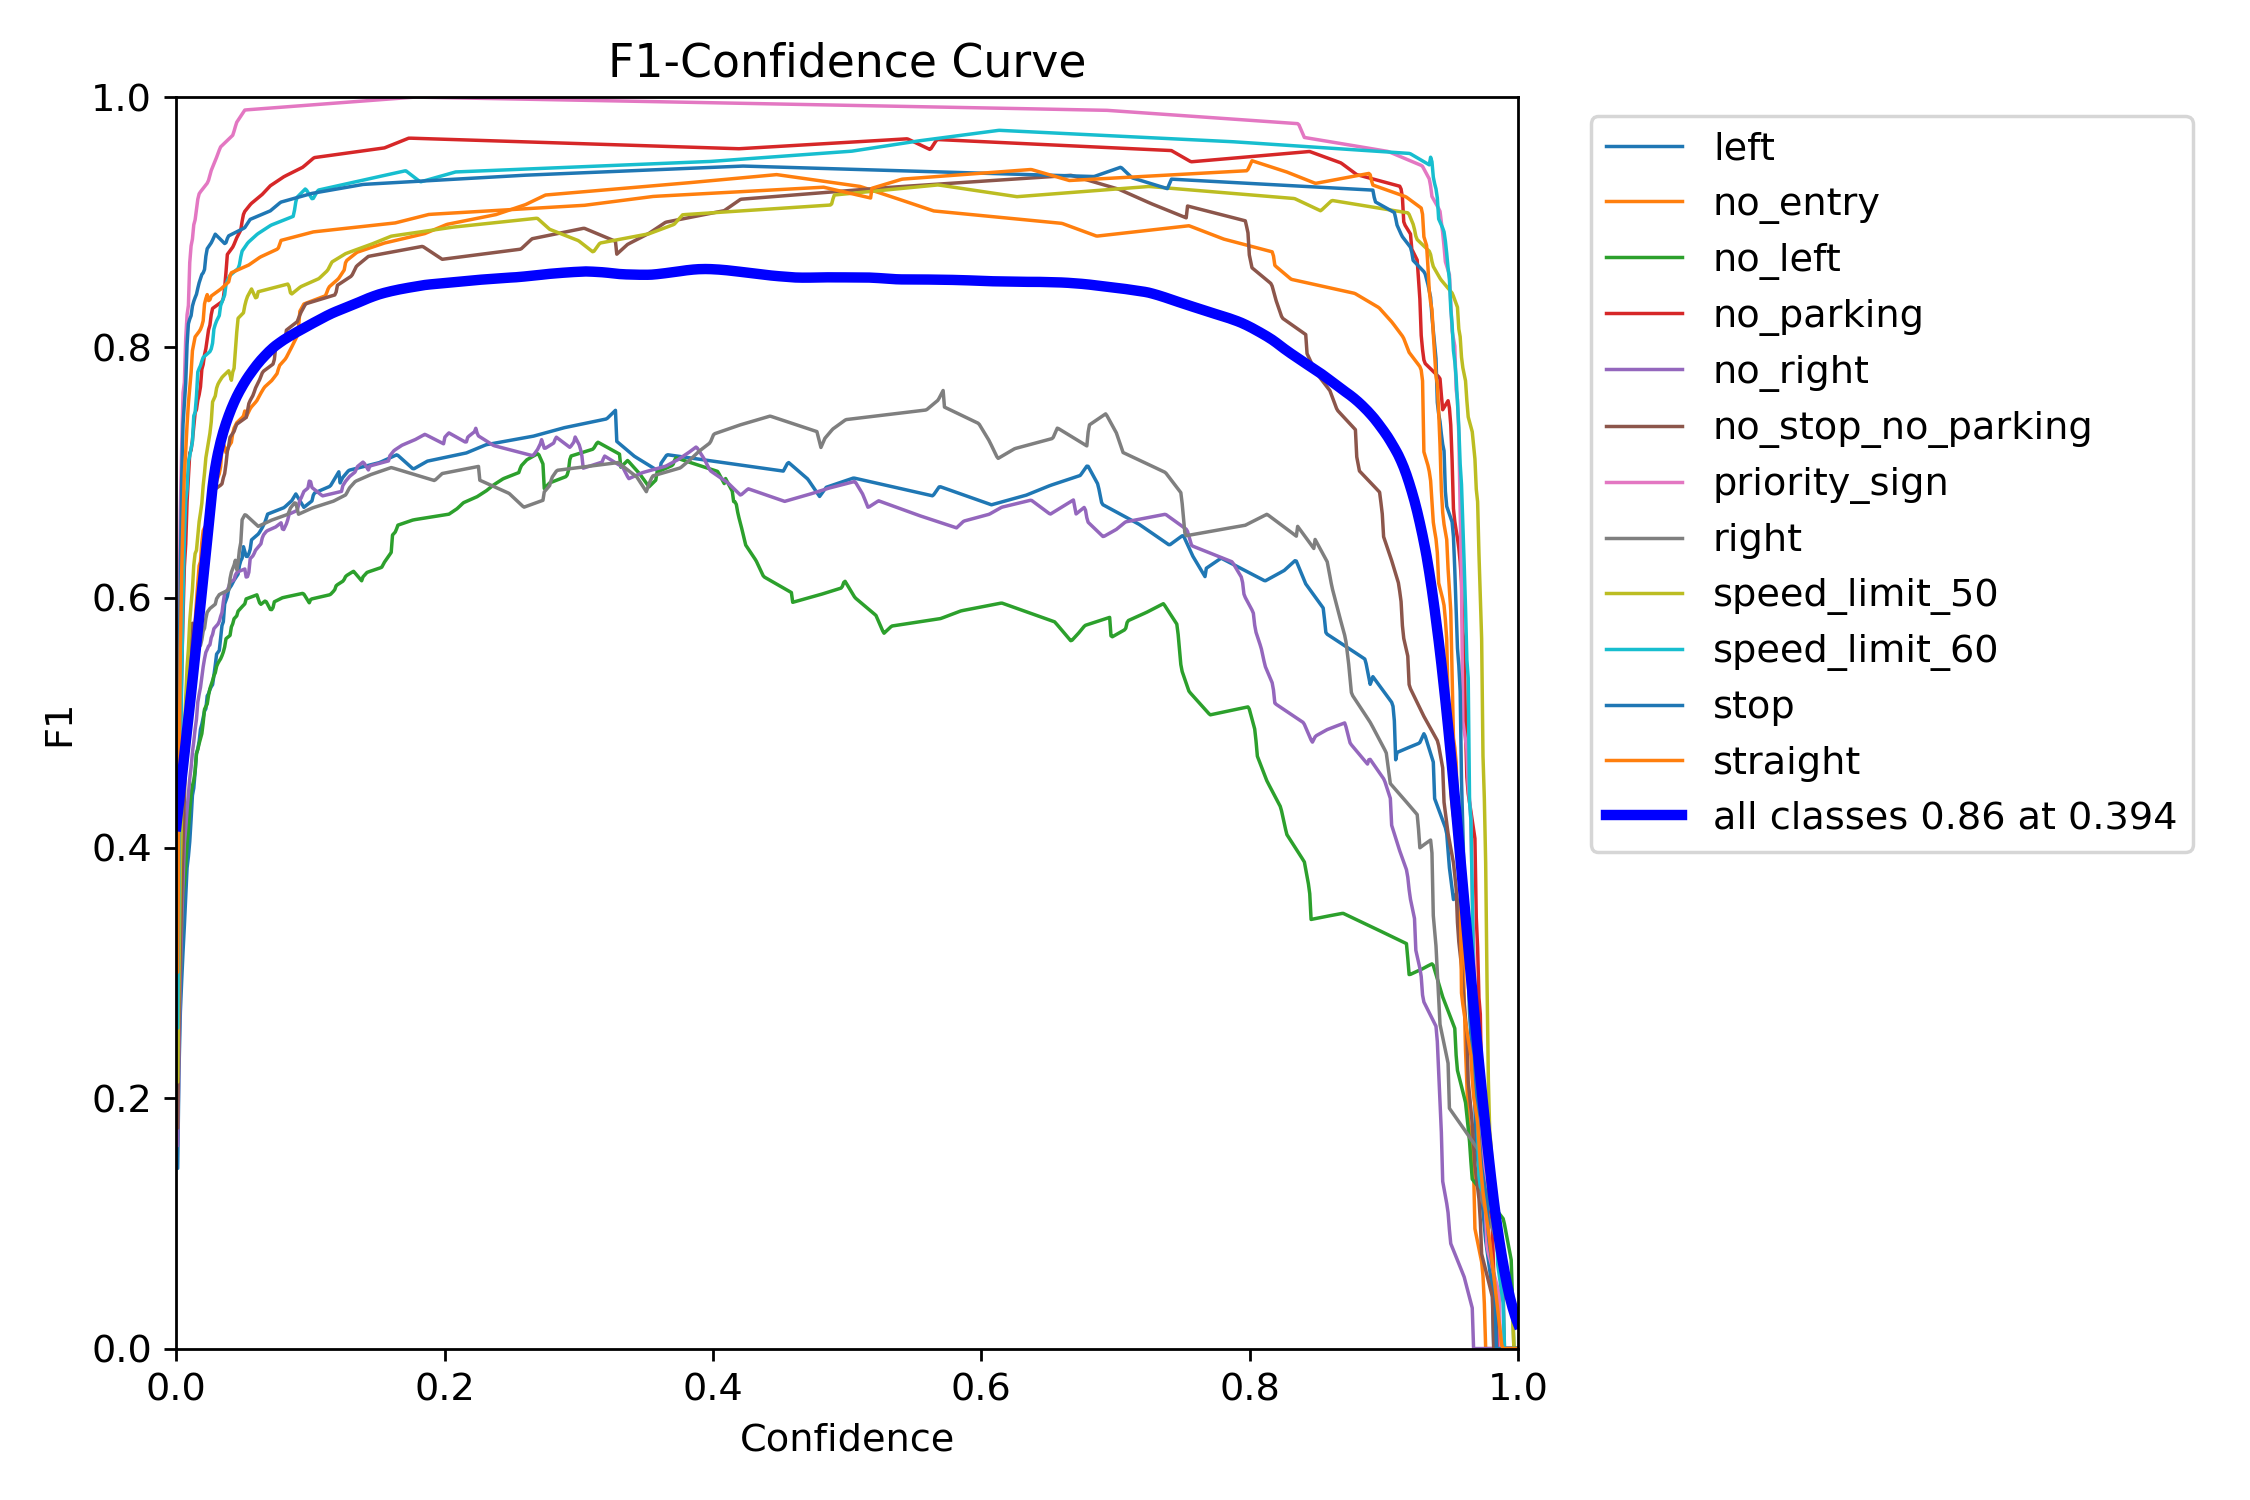 F1-Confidence Curve
1.0
0.8
0.6
0.4
0.2
0.0
F1
0.0 0.2 0.4 0.6 0.8 1.0
Confidence
left
no_entry
no_left
no_parking
no_right
no_stop_no_parking
priority_sign
right
speed_limit_50
speed_limit_60
stop
straight
all classes 0.86 at 0.394